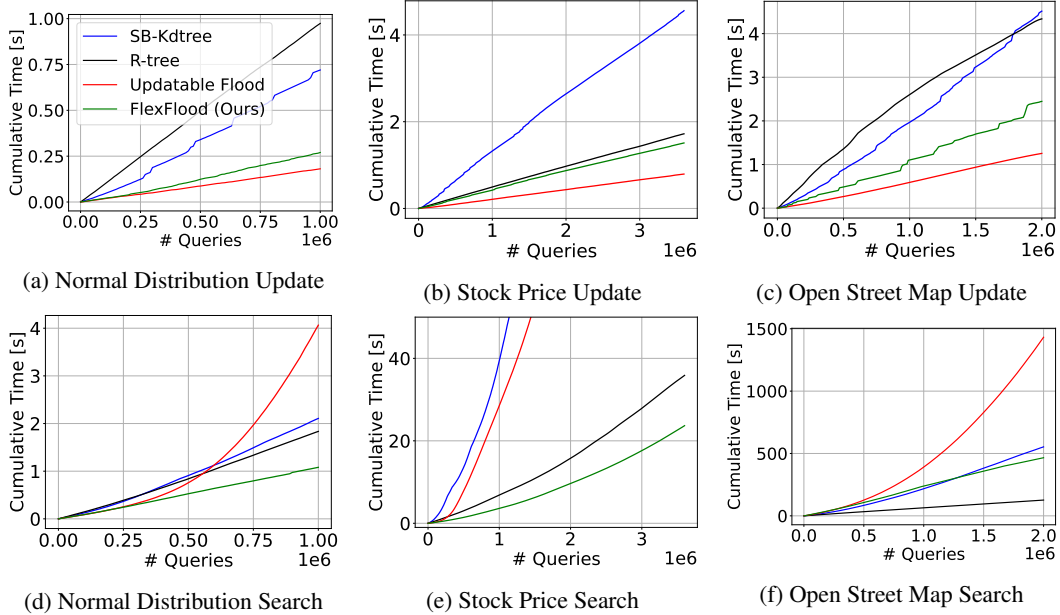 Cumulative Time [s]
1.00
0.75
0.50
0.25
0.00
SB-Kdtree
R-tree
Updatable Flood
FlexFlood (Ours)
0.00 0.25 0.50 0.75 1.00
# Queries 1e6
(a) Normal Distribution Update
Cumulative Time [s]
4
2
0
0 1 2 3
# Queries 1e6
(b) Stock Price Update
Cumulative Time [s]
4
3
2
1
0
0.0 0.5 1.0 1.5 2.0
# Queries 1e6
(c) Open Street Map Update
Cumulative Time [s]
4
3
2
1
0
0.00 0.25 0.50 0.75 1.00
# Queries 1e6
(d) Normal Distribution Search
Cumulative Time [s]
40
20
0
0 1 2 3
# Queries 1e6
(e) Stock Price Search
Cumulative Time [s]
1500
1000
500
0
0.0 0.5 1.0 1.5 2.0
# Queries 1e6
(f) Open Street Map Search